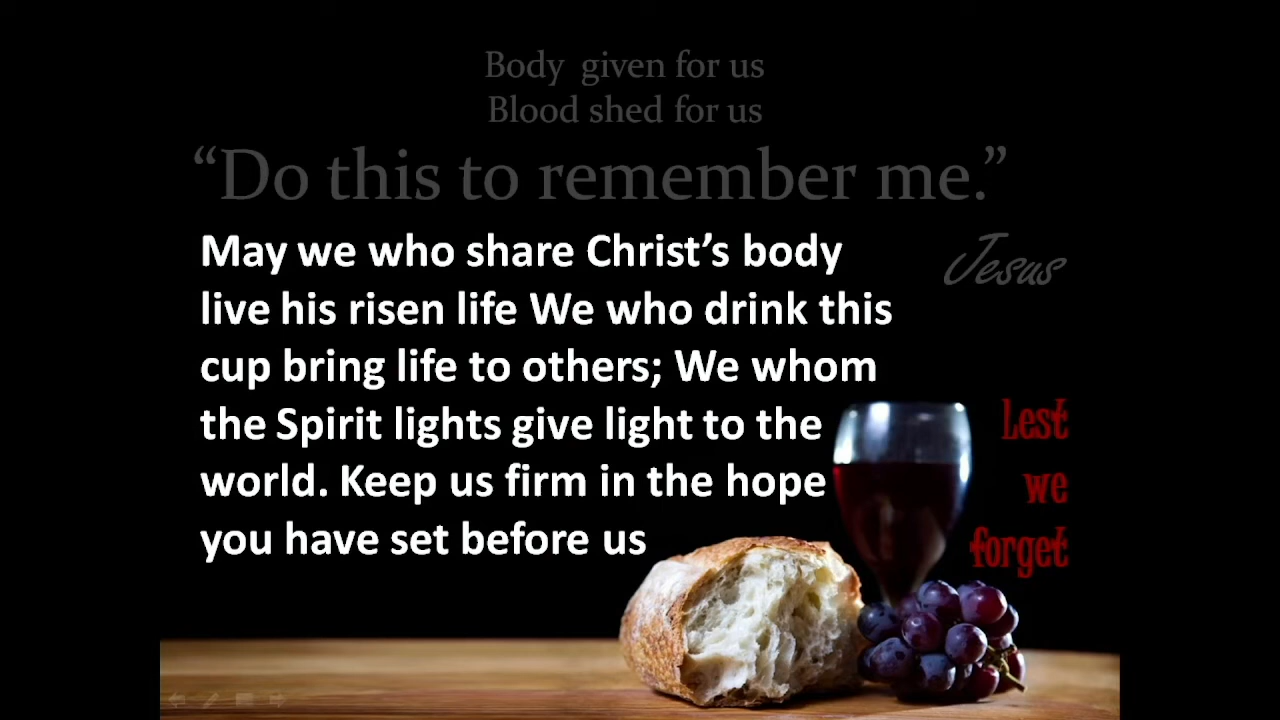 Body given for us
Blood shed for us
“Do this to remember me.”
Jesus
May we who share Christ’s body
live his risen life We who drink this
cup bring life to others; We whom
the Spirit lights give light to the
world. Keep us firm in the hope
you have set before us
Lest
we
forget